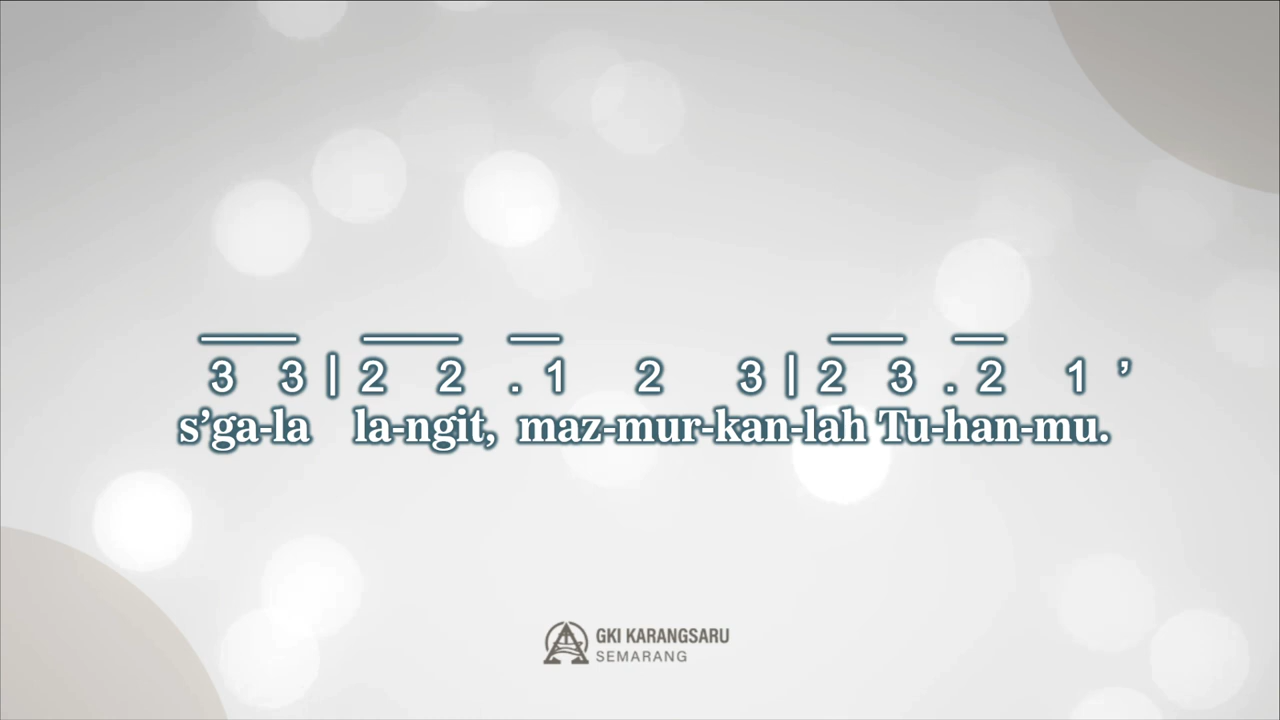 3 3 | 2 2 . 1 2 3 | 2 3 . 2 1 ’
s’ga-la la-ngit, maz-mur-kan-lah Tu-han-mu.
GKI KARANGSARU
SEMARANG